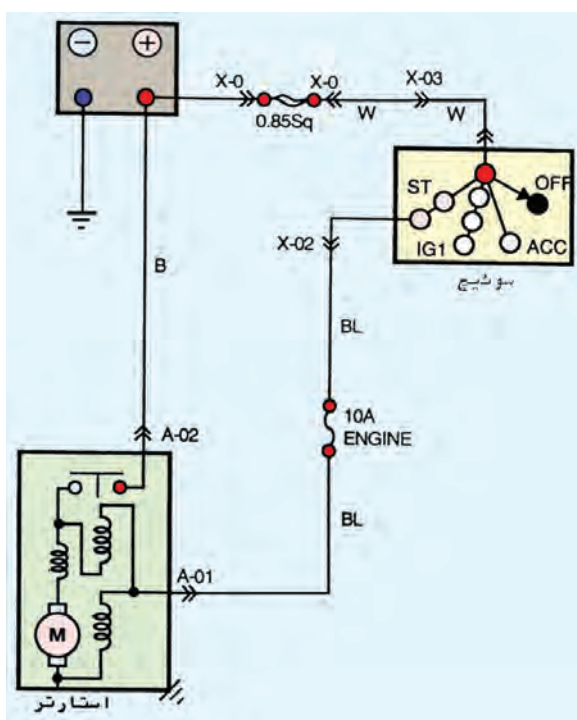 − +
X-0 X-0 X-03
0.85Sq W W
ST OFF
IG1 ACC
سوئیچ
X-02
B
BL
10A
ENGINE
A-02
BL
A-01
M
استارتر